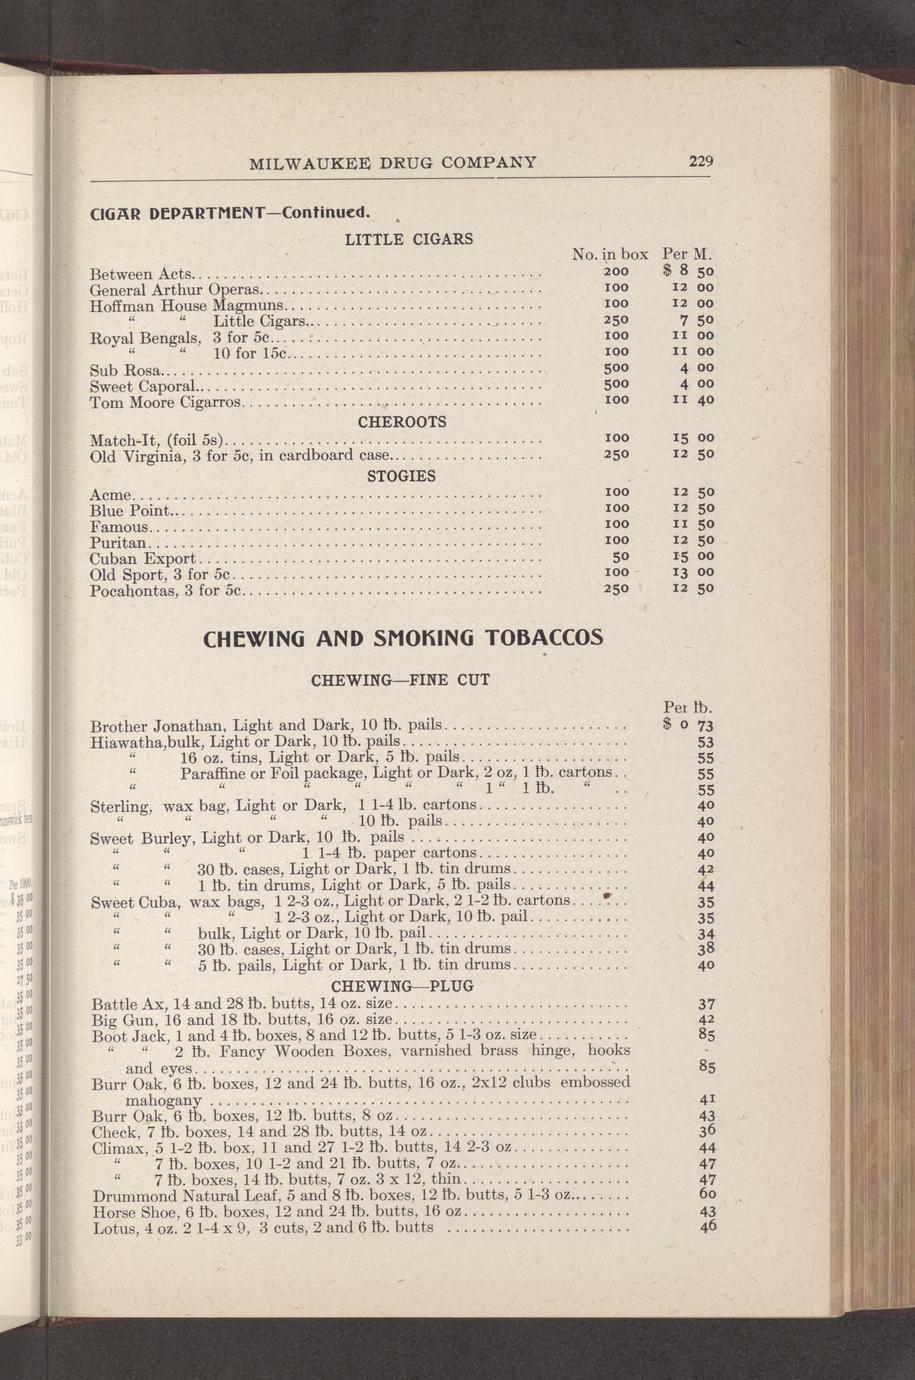 MILWAUKEE DRUG COMPANY 229
CIGAR DEPARTMENT—Continued.
LITTLE CIGARS
No. in box Per M.
Between Acts........ 200 $ 8 50
General Arthur Operas........ 100 12 00
Hoffman House Magmuns........ 100 12 00
“ “ Little Cigars........ 250 7 50
Royal Bengals, 3 for 5c........ 100 11 00
“ “ 10 for 15c........ 100 11 00
Sub Rosa........ 500 4 00
Sweet Caporal........ 500 4 00
Tom Moore Cigarros........ 100 11 40
CHEROOTS
Match-It, (foil 5s)........ 100 15 00
Old Virginia, 3 for 5c, in cardboard case........ 250 12 50
STOGIES
Acme........ 100 12 50
Blue Point........ 100 12 50
Famous........ 100 11 50
Puritan........ 100 12 50
Cuban Export........ 50 15 00
Old Sport, 3 for 5c........ 100 13 00
Pocahontas, 3 for 5c........ 250 12 50
CHEWING AND SMOKING TOBACCOS
CHEWING—FINE CUT
Per lb.
Brother Jonathan, Light and Dark, 10 lb. pails........ $ 0 73
Hiawatha,bulk, Light or Dark, 10 lb. pails........ 53
“ 16 oz. tins, Light or Dark, 5 lb. pails........ 55
“ Paraffine or Foil package, Light or Dark, 2 oz, 1 lb. cartons.. 55
“ “ “ “ “ “ 1 “ 1 lb. “ .. 55
Sterling, wax bag, Light or Dark, 1 1-4 lb. cartons........ 40
“ “ “ “ 10 lb. pails........ 40
Sweet Burley, Light or Dark, 10 lb. pails ........ 40
“ “ “ 1 1-4 lb. paper cartons........ 40
“ “ 30 lb. cases, Light or Dark, 1 lb. tin drums........ 42
“ “ 1 lb. tin drums, Light or Dark, 5 lb. pails........ 44
Sweet Cuba, wax bags, 1 2-3 oz., Light or Dark, 2 1-2 lb. cartons....... 35
“ “ “ 1 2-3 oz., Light or Dark, 10 lb. pail........ 35
“ “ bulk, Light or Dark, 10 lb. pail........ 34
“ “ 30 lb. cases, Light or Dark, 1 lb. tin drums........ 38
“ “ 5 lb. pails, Light or Dark, 1 lb. tin drums........ 40
CHEWING—PLUG
Battle Ax, 14 and 28 lb. butts, 14 oz. size........ 37
Big Gun, 16 and 18 lb. butts, 16 oz. size........ 42
Boot Jack, 1 and 4 lb. boxes, 8 and 12 lb. butts, 5 1-3 oz. size........ 85
“ “ 2 lb. Fancy Wooden Boxes, varnished brass hinge, hooks
and eyes........ 85
Burr Oak, 6 lb. boxes, 12 and 24 lb. butts, 16 oz., 2x12 clubs embossed
mahogany ........ 41
Burr Oak, 6 lb. boxes, 12 lb. butts, 8 oz........ 43
Check, 7 lb. boxes, 14 and 28 lb. butts, 14 oz........ 36
Climax, 5 1-2 lb. box, 11 and 27 1-2 lb. butts, 14 2-3 oz........ 44
“ 7 lb. boxes, 10 1-2 and 21 lb. butts, 7 oz........ 47
“ 7 lb. boxes, 14 lb. butts, 7 oz. 3 x 12, thin........ 47
Drummond Natural Leaf, 5 and 8 lb. boxes, 12 lb. butts, 5 1-3 oz........ 60
Horse Shoe, 6 lb. boxes, 12 and 24 lb. butts, 16 oz........ 43
Lotus, 4 oz. 2 1-4 x 9, 3 cuts, 2 and 6 lb. butts ........ 46